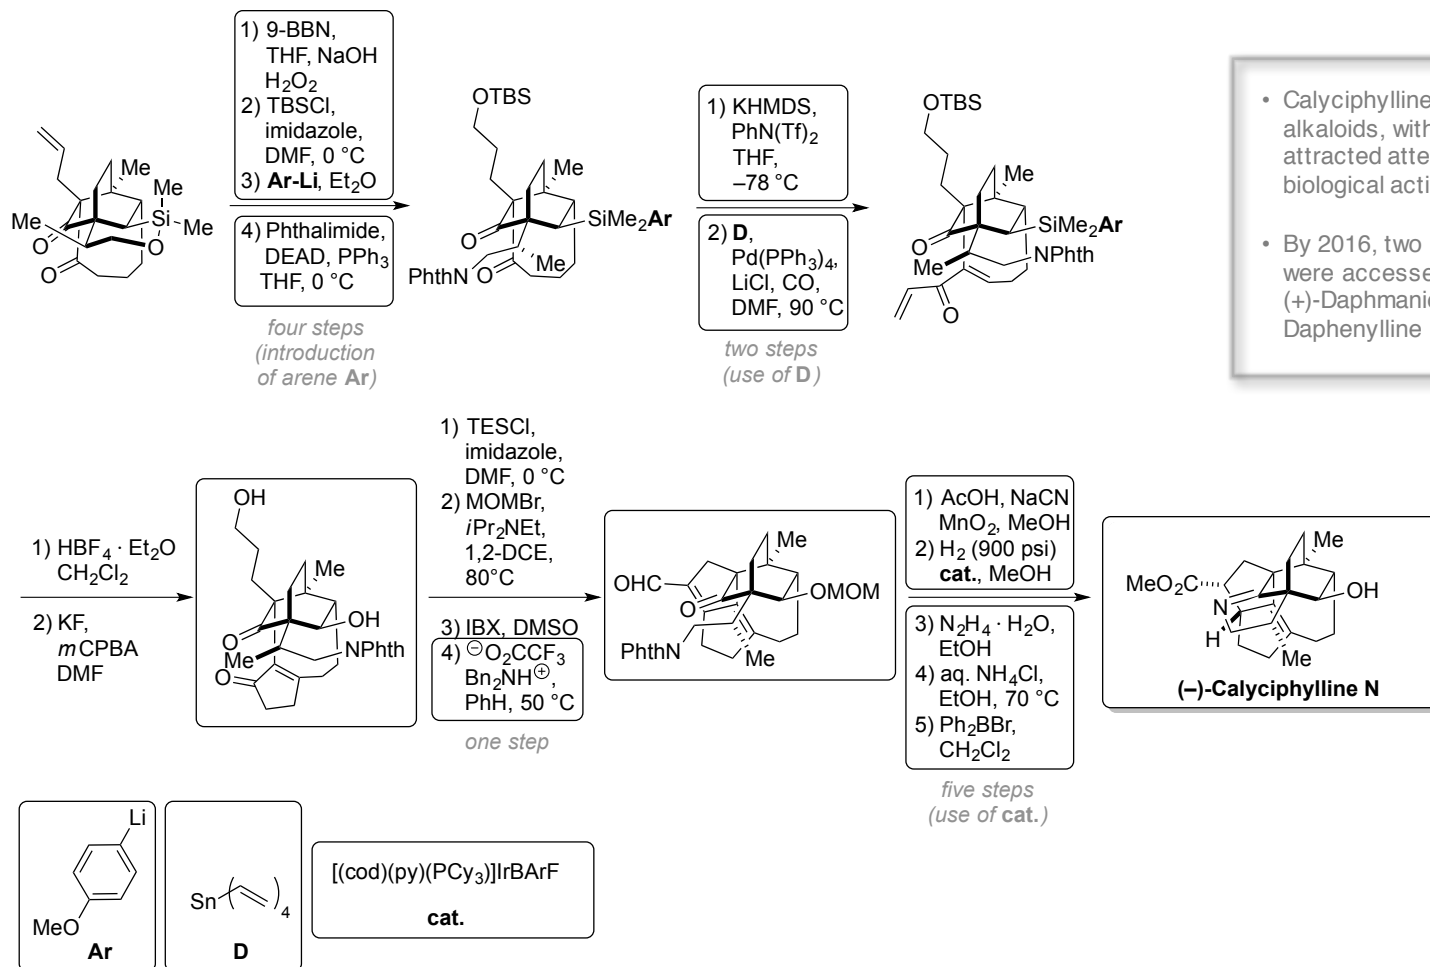 1) 9-BBN,
THF, NaOH
H2O2
2) TBSCl,
imidazole,
DMF, 0 °C
3) Ar-Li, Et2O
4) Phthalimide,
DEAD, PPh3
THF, 0 °C
four steps
(introduction
of arene Ar)
Me
Me
Si
Me
Me
O
O
O
OTBS
Me
SiMe2Ar
O
Me
PhthN
O
1) KHMDS,
PhN(Tf)2
THF,
–78 °C
2) D,
Pd(PPh3)4,
LiCl, CO,
DMF, 90 °C
two steps
(use of D)
OTBS
Me
SiMe2Ar
O
Me
NPhth
O
• Calyciphylline
alkaloids, with
attracted atte
biological acti
• By 2016, two
were accesse
(+)-Daphmanic
Daphenylline
1) HBF4 · Et2O
CH2Cl2
2) KF,
mCPBA
DMF
OH
Me
OH
O
Me
NPhth
O
1) TESCl,
imidazole,
DMF, 0 °C
2) MOMBr,
iPr2NEt,
1,2-DCE,
80°C
3) IBX, DMSO
4) ⊖O2CCF3
Bn2NH⊕,
PhH, 50 °C
one step
Me
OHC
O
OMOM
PhthN
Me
1) AcOH, NaCN
MnO2, MeOH
2) H2 (900 psi)
cat., MeOH
3) N2H4 · H2O,
EtOH
4) aq. NH4Cl,
EtOH, 70 °C
5) Ph2BBr,
CH2Cl2
five steps
(use of cat.)
Me
MeO2C
N
OH
H
Me
(–)-Calyciphylline N
Li
MeO
Ar
Sn
4
D
[(cod)(py)(PCy3)]IrBArF
cat.